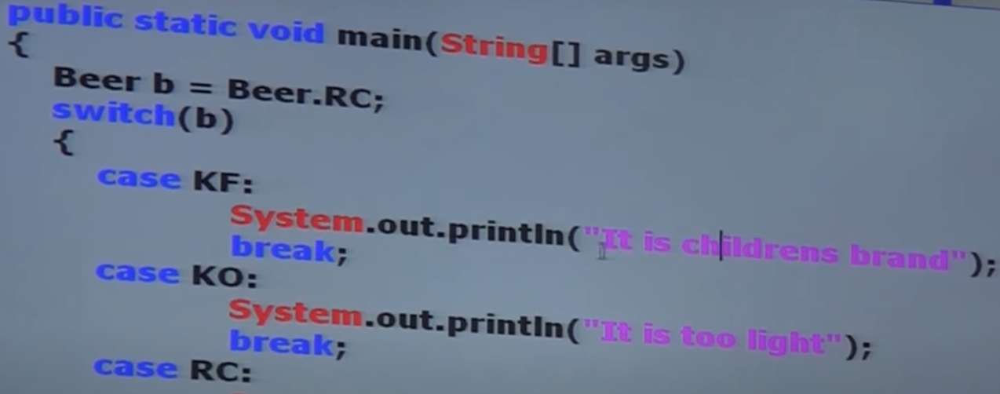 public static void main(String[] args)
{
Beer b = Beer.RC;
switch(b)
{
case KF:
System.out.println("It is childrens brand");
break;
case KO:
System.out.println("It is too light");
break;
case RC: